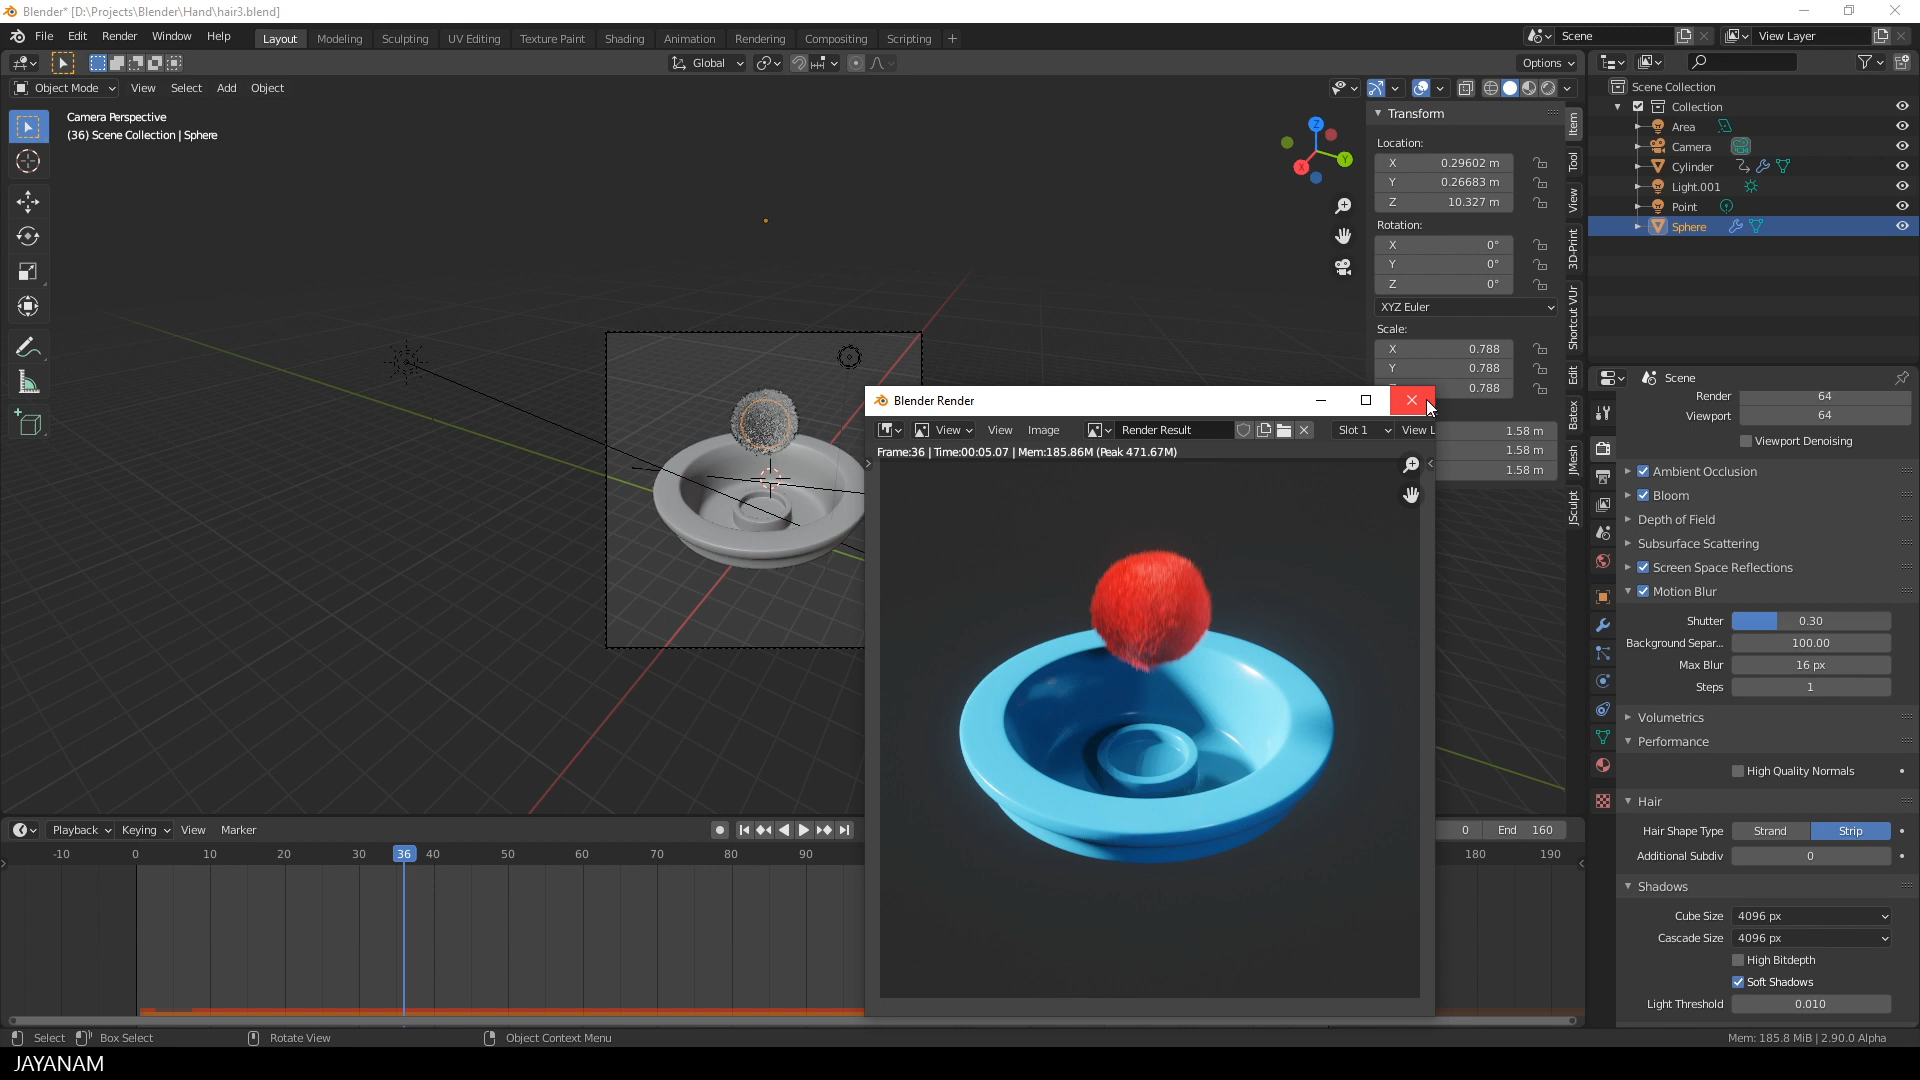 Blender* [D:\Projects\Blender\Hand\hair3.blend]
File Edit Render Window Help Layout Modeling Sculpting UV Editing Texture Paint Shading Animation Rendering Compositing Scripting + Scene View Layer
Global Options
Object Mode View Select Add Object
Camera Perspective
(36) Scene Collection | Sphere
Z
Y
X
Transform
Location:
X 0.29602 m
Y 0.26683 m
Z 10.327 m
Rotation:
X 0°
Y 0°
Z 0°
XYZ Euler
Scale:
X 0.788
Y 0.788
0.788
1.58 m
1.58 m
1.58 m
Item
Tool
View
3D-Print
Shortcut VUr
Edit
Batex
JMesh
JSculpt
Scene Collection
Collection
Area
Camera
Cylinder
Light.001
Point
Sphere
Scene
Render 64
Viewport 64
Viewport Denoising
Ambient Occlusion
Bloom
Depth of Field
Subsurface Scattering
Screen Space Reflections
Motion Blur
Shutter 0.30
Background Separ... 100.00
Max Blur 16 px
Steps 1
Volumetrics
Performance
High Quality Normals
Hair
Hair Shape Type Strand Strip
Additional Subdiv 0
Shadows
Cube Size 4096 px
Cascade Size 4096 px
High Bitdepth
Soft Shadows
Light Threshold 0.010
Blender Render
View View Image Render Result Slot 1 View L
Frame:36 | Time:00:05.07 | Mem:185.86M (Peak 471.67M)
Playback Keying View Marker 0 End 160
-10 0 10 20 30 36 40 50 60 70 80 90 180 190
Select Box Select Rotate View Object Context Menu Mem: 185.8 MiB | 2.90.0 Alpha
JAYANAM